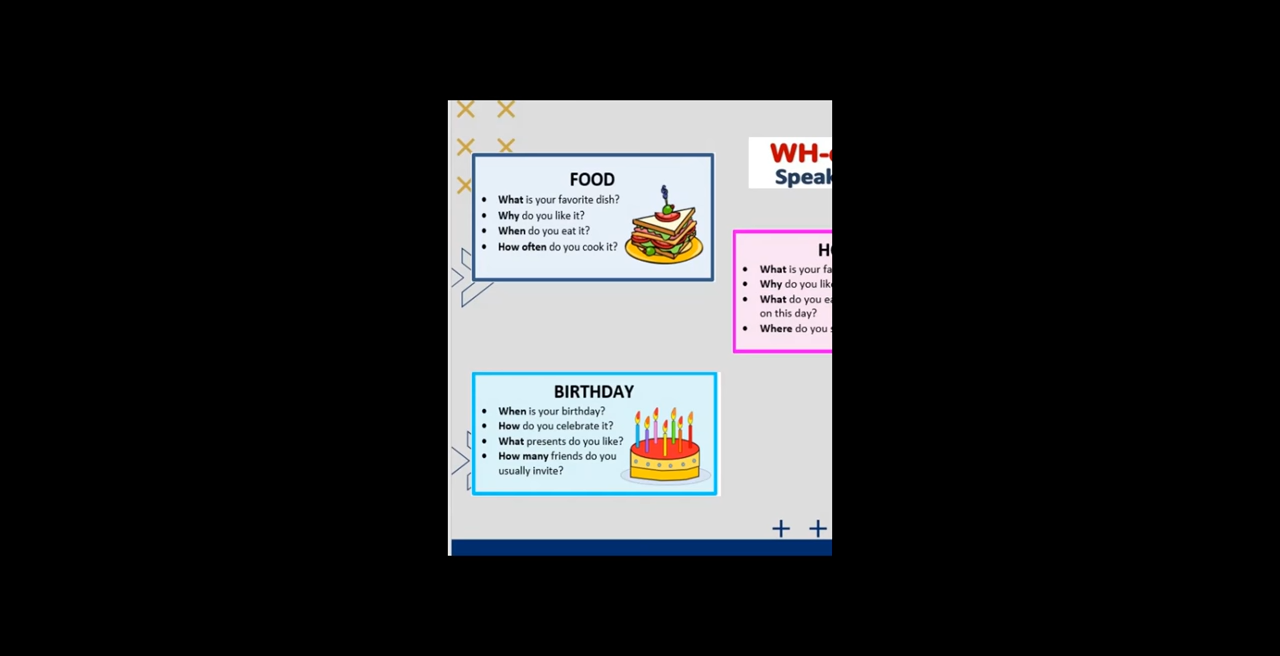 FOOD
What is your favorite dish?
Why do you like it?
When do you eat it?
How often do you cook it?
WH-
Speak
What is your fa
Why do you lik
What do you ea
on this day?
Where do you
BIRTHDAY
When is your birthday?
How do you celebrate it?
What presents do you like?
How many friends do you
usually invite?